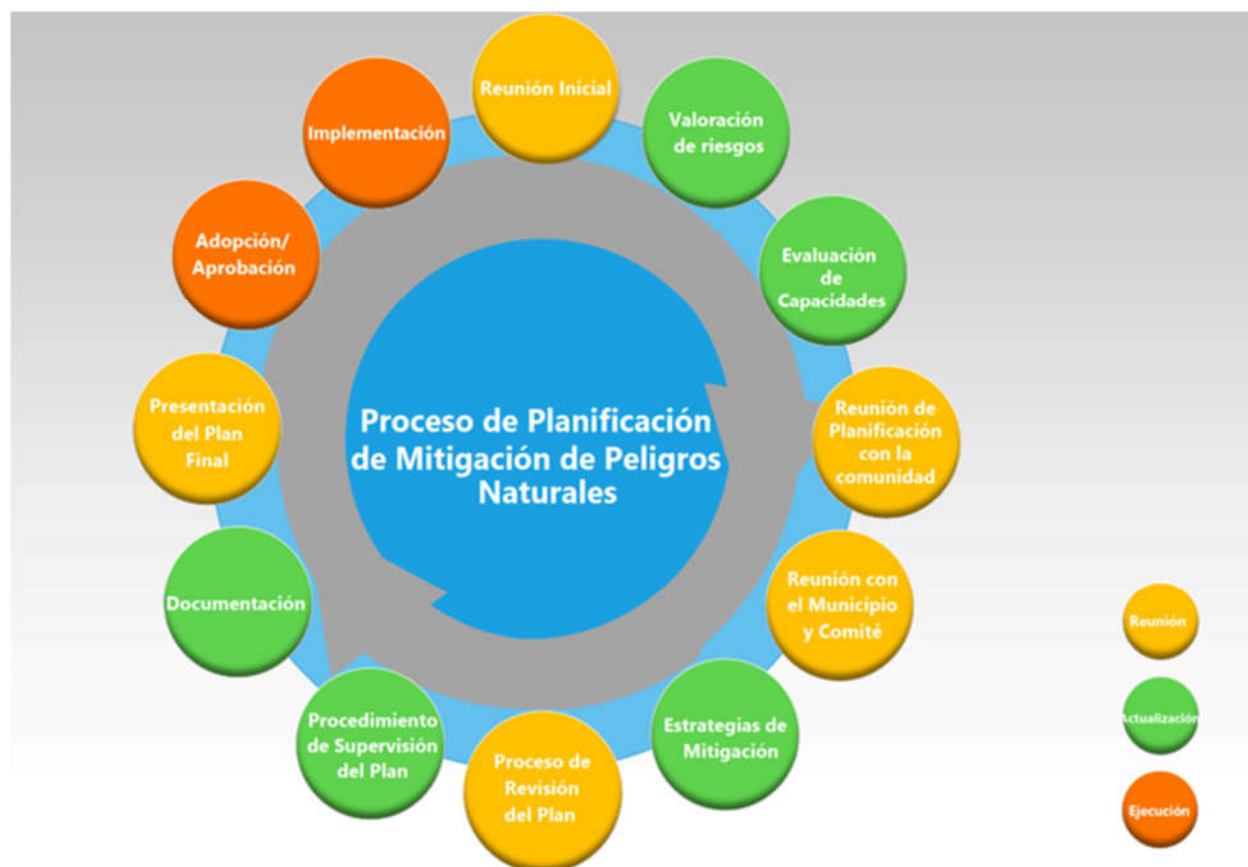 Reunión Inicial
Valoración
de riesgos
Evaluación
de
Capacidades
Reunión de
Planificación
con la
comunidad
Reunión con
el Municipio
y Comité
Estrategias de
Mitigación
Proceso de
Revisión
del Plan
Procedimiento
de Supervisión
del Plan
Documentación
Presentación
del Plan
Final
Adopción/
Aprobación
Implementación
Proceso de Planificación
de Mitigación de Peligros
Naturales
Reunión
Actualización
Ejecución